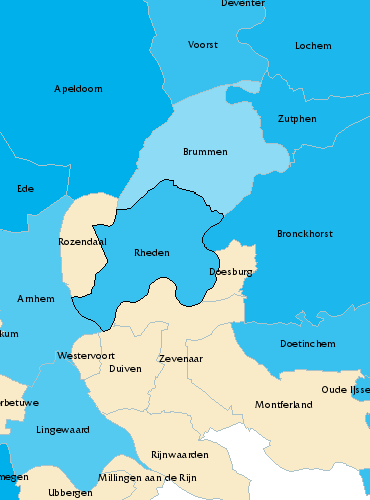 Deventer
Voorst
Lochem
Apeldoorn
Zutphen
Brummen
Ede
Bronckhorst
Rozendaal
Rheden
Doesburg
Arnhem
kum
Doetinchem
Westervoort
Zevenaar
Duiven
Oude IJsse
rbetuwe
Montferland
Lingewaard
Rijnwaarden
megen
Millingen aan de Rijn
Ubbergen